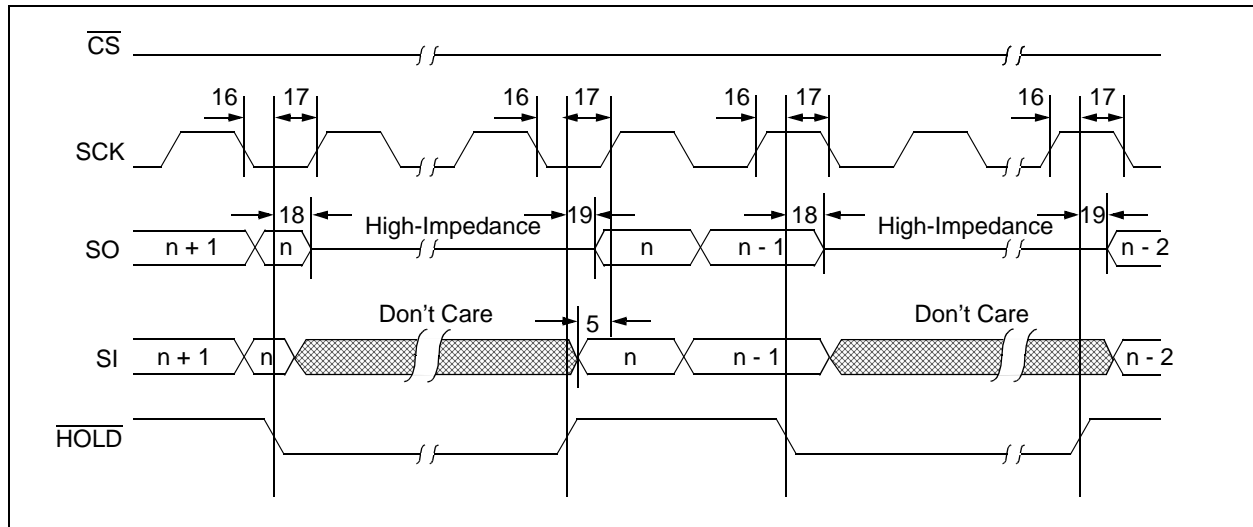 CS
16 17 16 17 16 17 16 17
SCK
18 High-Impedance 19 18 High-Impedance 19
SO n + 1 n n n - 1 n - 2
Don't Care 5 Don't Care
SI n + 1 n n n - 1 n - 2
HOLD